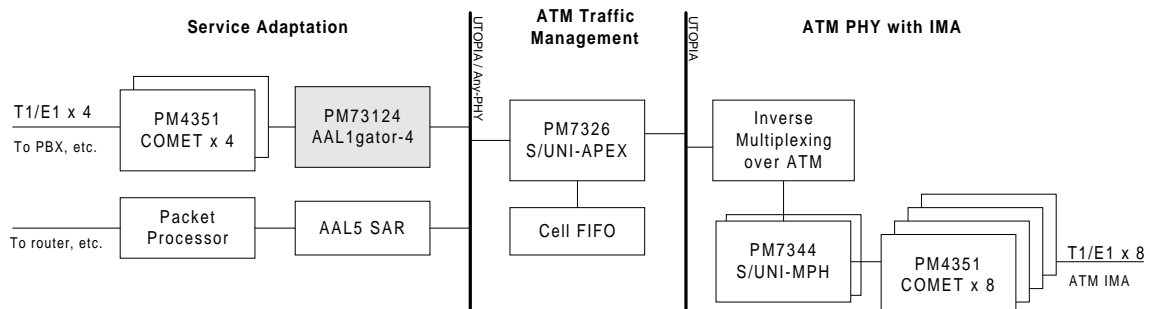 Service Adaptation
ATM Traffic
Management
ATM PHY with IMA
UTOPIA / Any-PHY
UTOPIA
T1/E1 x 4
To PBX, etc.
PM4351
COMET x 4
PM73124
AAL1gator-4
PM7326
S/UNI-APEX
Inverse
Multiplexing
over ATM
To router, etc.
Packet
Processor
AAL5 SAR
Cell FIFO
PM7344
S/UNI-MPH
PM4351
COMET x 8
T1/E1 x 8
ATM IMA